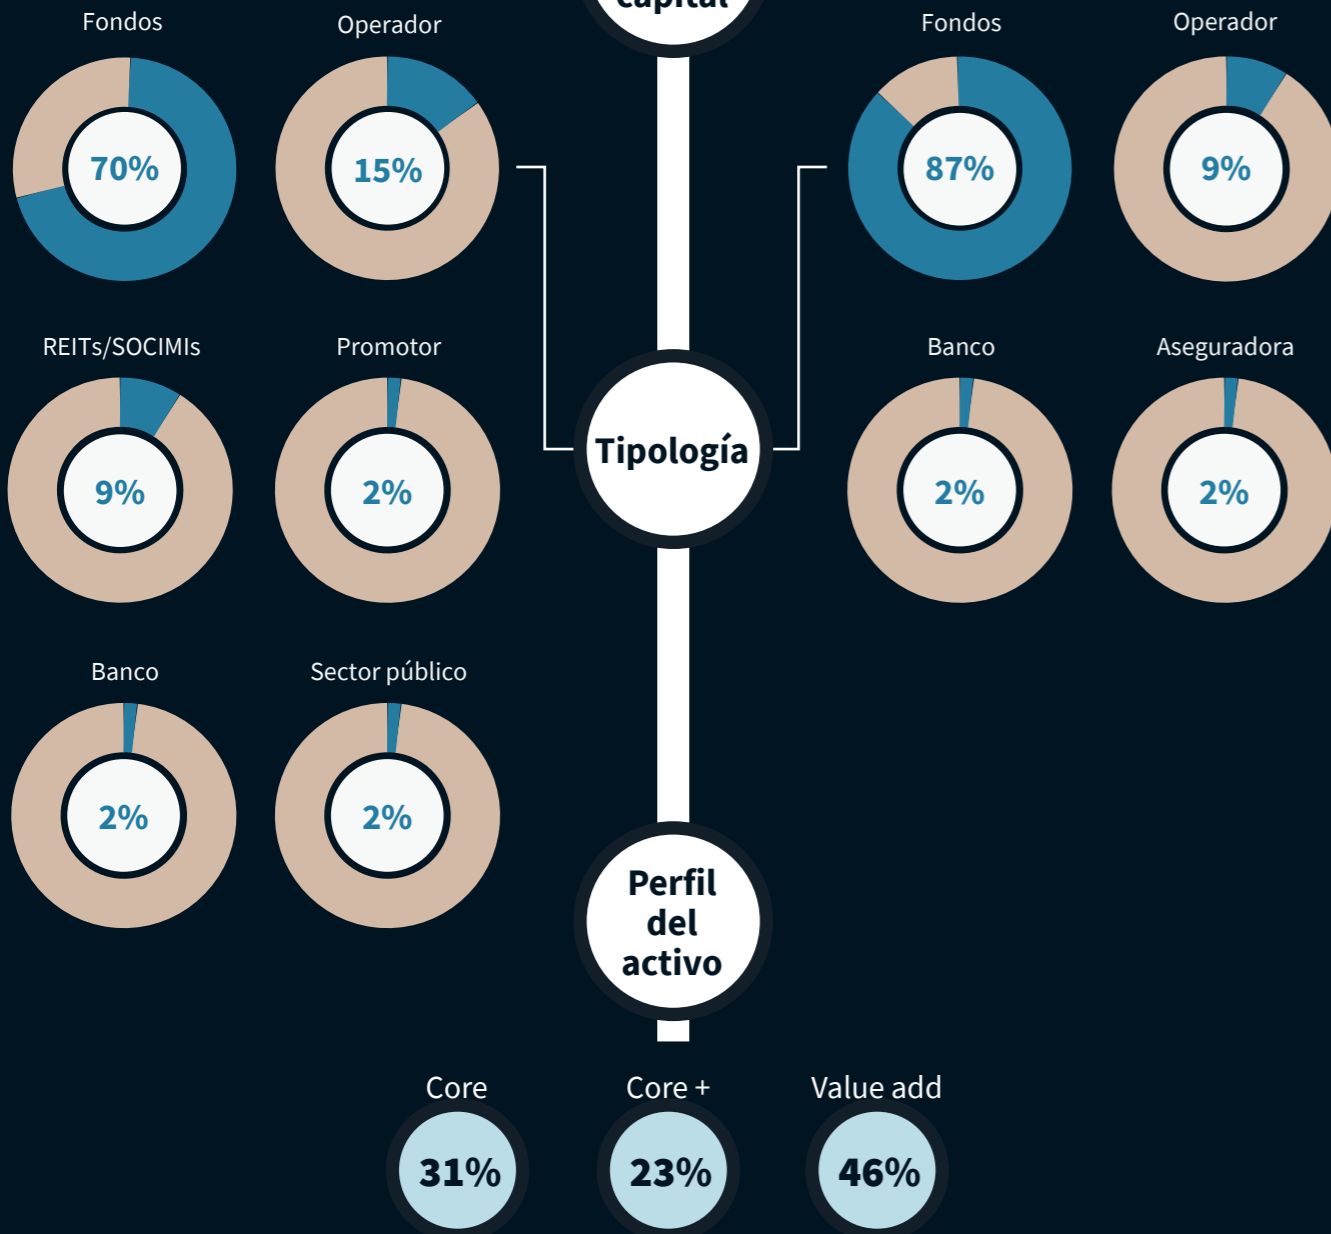 capital
Fondos
70%
Operador
15%
REITs/SOCIMIs
9%
Promotor
2%
Banco
2%
Sector público
2%
Tipología
Fondos
87%
Operador
9%
Banco
2%
Aseguradora
2%
Perfil
del
activo
Core
31%
Core +
23%
Value add
46%